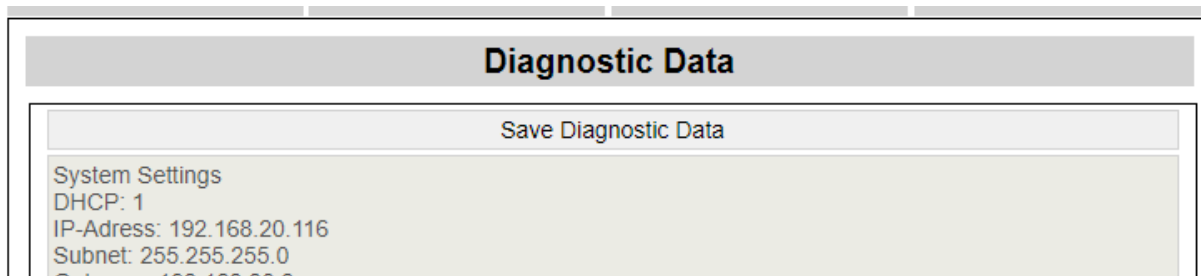 Diagnostic Data
Save Diagnostic Data
System Settings
DHCP: 1
IP-Adress: 192.168.20.116
Subnet: 255.255.255.0